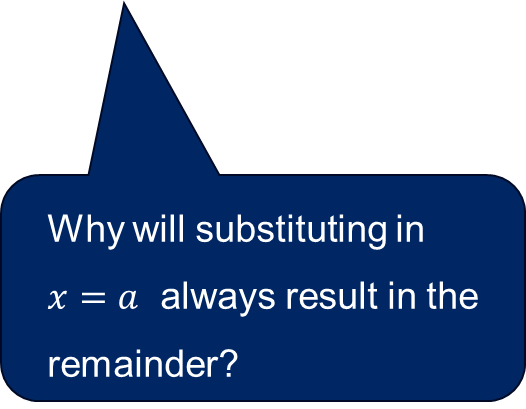 Why will substituting in
𝑥 = 𝑎 always result in the
remainder?